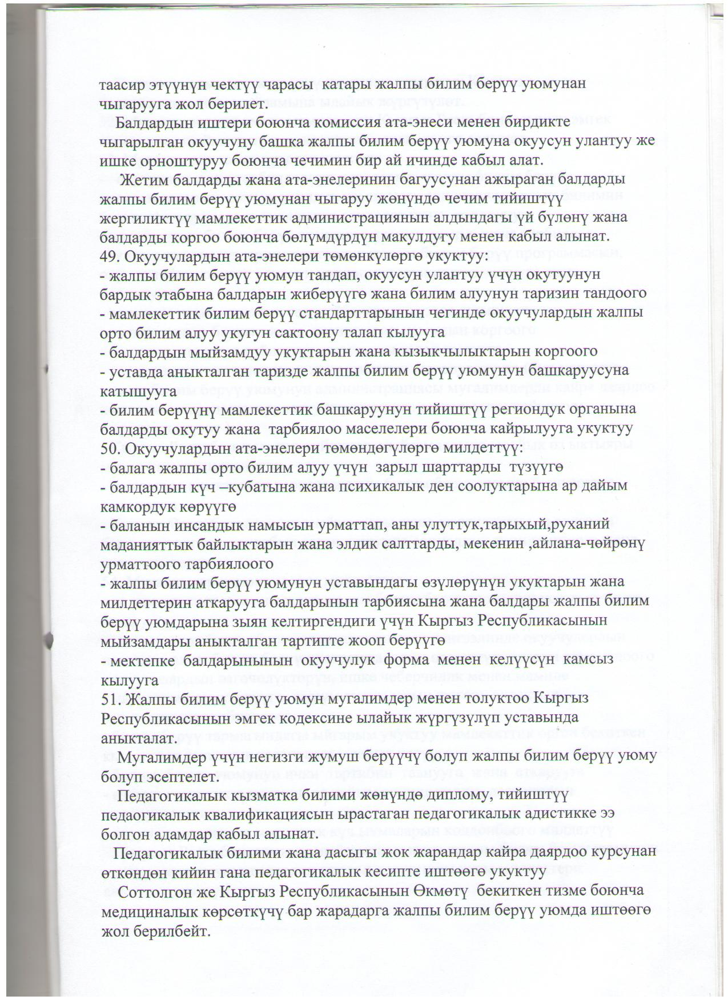 таасир этүүнүн чектүү чарасы  катары жалпы билим берүү уюмунан
чыгарууга жол берилет.
Балдардын иштери боюнча комиссия ата-энеси менен бирдикте
чыгарылган окуучуну башка жалпы билим берүү уюмуна окуусун улантуу же
ишке орноштуруу боюнча чечимин бир ай ичинде кабыл алат.
Жетим балдарды жана ата-энелеринин багуусунан ажыраган балдарды
жалпы билим берүү уюмунан чыгаруу жөнүндө чечим тийиштүү
жергиликтүү мамлекеттик администрациянын алдындагы үй бүлөнү жана
балдарды коргоо боюнча бөлүмдүрдүн макулдугу менен кабыл алынат.
49. Окуучулардын ата-энелери төмөнкүлөргө укуктуу:
- жалпы билим берүү уюмун тандап, окуусун улантуу үчүн окутуунун
бардык этабына балдарын жиберүүгө жана билим алуунун таризин тандоого
- мамлекеттик билим берүү стандарттарынын чегинде окуучулардын жалпы
орто билим алуу укугун сактоону талап кылууга
- балдардын мыйзамдуу укуктарын жана кызыкчылыктарын коргоого
- уставда аныкталган таризде жалпы билим берүү уюмунун башкаруусуна
катышууга
- билим берүүнү мамлекеттик башкаруунун тийиштүү региондук органына
балдарды окутуу жана  тарбиялоо маселелери боюнча кайрылууга укуктуу
50. Окуучулардын ата-энелери төмөндөгүлөргө милдеттүү:
- балага жалпы орто билим алуу үчүн  зарыл шарттарды  түзүүгө
- балдардын күч –кубатына жана психикалык ден соолуктарына ар дайым
камкордук көрүүгө
- баланын инсандык намысын урматтап, аны улуттук,тарыхый,руханий
маданияттык байлыктарын жана элдик салттарды, мекенин ,айлана-чөйрөнү
урматтоого тарбиялоого
- жалпы билим берүү уюмунун уставындагы өзүлөрүнүн укуктарын жана
милдеттерин аткарууга балдарынын тарбиясына жана балдары жалпы билим
берүү уюмдарына зыян келтиргендиги үчүн Кыргыз Республикасынын
мыйзамдары аныкталган тартипте жооп берүүгө
- мектепке  балдарынынын  окуучулук  форма  менен  келүүсүн  камсыз
кылууга
51. Жалпы билим берүү уюмун мугалимдер менен толуктоо Кыргыз
Республикасынын эмгек кодексине ылайык жүргүзүлүп уставында
аныкталат.
Мугалимдер үчүн негизги жумуш берүүчү болуп жалпы билим берүү уюму
болуп эсептелет.
Педагогикалык кызматка билими жөнүндө диплому, тийиштүү
педаогикалык квалификациясын ырастаган педагогикалык адистикке ээ
болгон адамдар кабыл алынат.
Педагогикалык билими жана дасыгы жок жарандар кайра даярдоо курсунан
өткөндөн кийин гана педагогикалык кесипте иштөөгө укуктуу
Соттолгон же Кыргыз Республикасынын Өкмөтү  бекиткен тизме боюнча
медициналык көрсөткүчү бар жарадарга жалпы билим берүү уюмда иштөөгө
жол берилбейт.